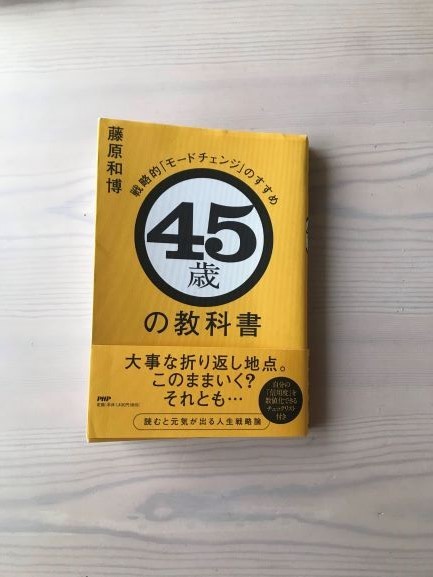 藤原和博
戦略的「モードチェンジ」のすすめ
45
歳
の教科書
大事な折り返し地点。
このままいく?
それとも…
自分の
「信用度」を
数値化できる
チェックリスト
付き
読むと元気が出る人生戦略論
PHP